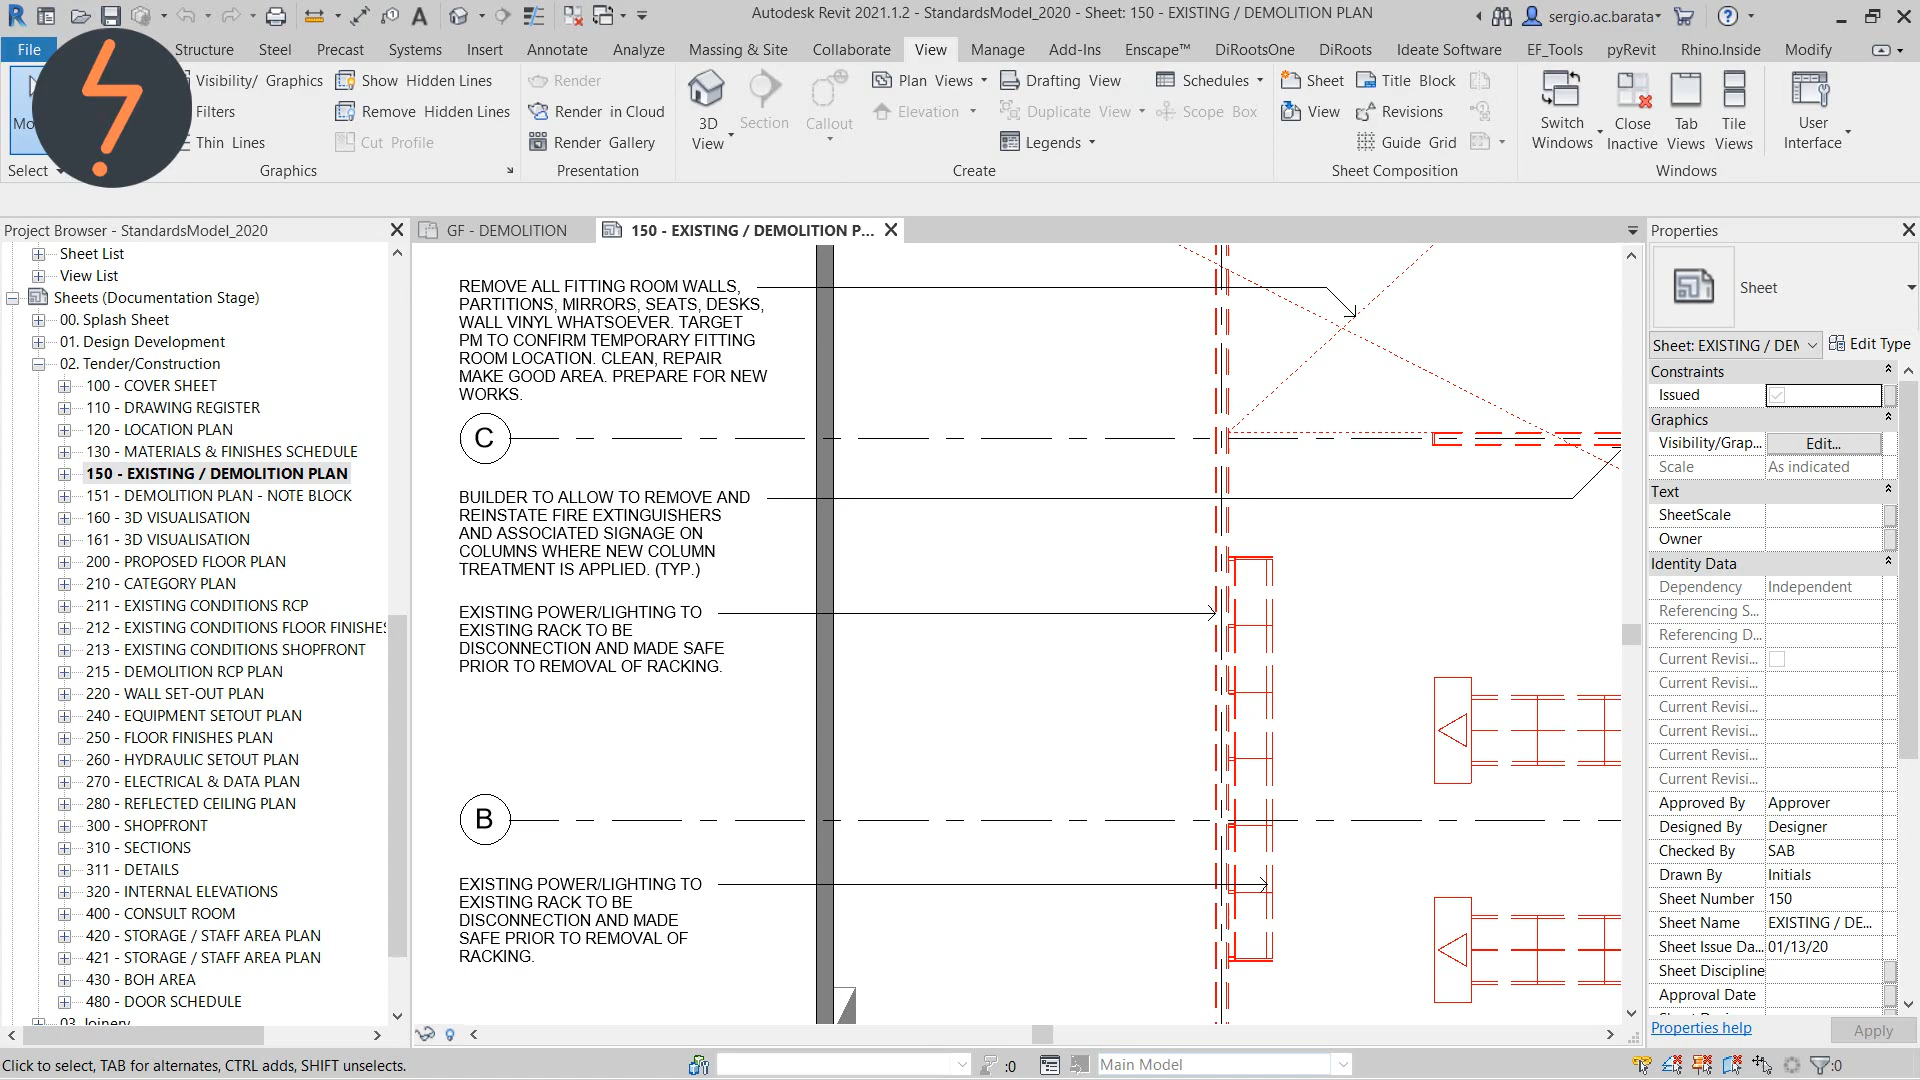 Autodesk Revit 2021.1.2 - StandardsModel_2020 - Sheet: 150 - EXISTING / DEMOLITION PLAN
sergio.ac.barata
File
Structure
Steel
Precast
Systems
Insert
Annotate
Analyze
Massing & Site
Collaborate
View
Manage
Add-Ins
Enscape™
DiRootsOne
DiRoots
Ideate Software
EF_Tools
pyRevit
Rhino.Inside
Modify
Visibility/ Graphics
Filters
Thin Lines
Show Hidden Lines
Remove Hidden Lines
Cut Profile
Render
Render in Cloud
Render Gallery
3D
View
Section
Callout
Plan Views
Elevation
Drafting View
Duplicate View
Legends
Schedules
Scope Box
Sheet
View
Title Block
Revisions
Guide Grid
Switch
Windows
Close
Inactive
Tab
Views
Tile
Views
User
Interface
Select
Graphics
Presentation
Create
Sheet Composition
Windows
Project Browser - StandardsModel_2020
Sheet List
View List
Sheets (Documentation Stage)
00. Splash Sheet
01. Design Development
02. Tender/Construction
100 - COVER SHEET
110 - DRAWING REGISTER
120 - LOCATION PLAN
130 - MATERIALS & FINISHES SCHEDULE
150 - EXISTING / DEMOLITION PLAN
151 - DEMOLITION PLAN - NOTE BLOCK
160 - 3D VISUALISATION
161 - 3D VISUALISATION
200 - PROPOSED FLOOR PLAN
210 - CATEGORY PLAN
211 - EXISTING CONDITIONS RCP
212 - EXISTING CONDITIONS FLOOR FINISHES
213 - EXISTING CONDITIONS SHOPFRONT
215 - DEMOLITION RCP PLAN
220 - WALL SET-OUT PLAN
240 - EQUIPMENT SETOUT PLAN
250 - FLOOR FINISHES PLAN
260 - HYDRAULIC SETOUT PLAN
270 - ELECTRICAL & DATA PLAN
280 - REFLECTED CEILING PLAN
300 - SHOPFRONT
310 - SECTIONS
311 - DETAILS
320 - INTERNAL ELEVATIONS
400 - CONSULT ROOM
420 - STORAGE / STAFF AREA PLAN
421 - STORAGE / STAFF AREA PLAN
430 - BOH AREA
480 - DOOR SCHEDULE
03. Joinery
GF - DEMOLITION
150 - EXISTING / DEMOLITION P...
REMOVE ALL FITTING ROOM WALLS,
PARTITIONS, MIRRORS, SEATS, DESKS,
WALL VINYL WHATSOEVER. TARGET
PM TO CONFIRM TEMPORARY FITTING
ROOM LOCATION. CLEAN, REPAIR
MAKE GOOD AREA. PREPARE FOR NEW
WORKS.
C
BUILDER TO ALLOW TO REMOVE AND
REINSTATE FIRE EXTINGUISHERS
AND ASSOCIATED SIGNAGE ON
COLUMNS WHERE NEW COLUMN
TREATMENT IS APPLIED. (TYP.)
EXISTING POWER/LIGHTING TO
EXISTING RACK TO BE
DISCONNECTION AND MADE SAFE
PRIOR TO REMOVAL OF RACKING.
B
EXISTING POWER/LIGHTING TO
EXISTING RACK TO BE
DISCONNECTION AND MADE
SAFE PRIOR TO REMOVAL OF
RACKING.
Properties
Sheet
Sheet: EXISTING / DEM
Edit Type
Constraints
Issued
Graphics
Visibility/Grap... Edit...
Scale As indicated
Text
SheetScale
Owner
Identity Data
Dependency Independent
Referencing S...
Referencing D...
Current Revisi...
Current Revisi...
Current Revisi...
Current Revisi...
Current Revisi...
Current Revisi...
Approved By Approver
Designed By Designer
Checked By SAB
Drawn By Initials
Sheet Number 150
Sheet Name EXISTING / DE...
Sheet Issue Da... 01/13/20
Sheet Discipline
Approval Date
Properties help
Apply
Click to select, TAB for alternates, CTRL adds, SHIFT unselects.
:0
Main Model
:0